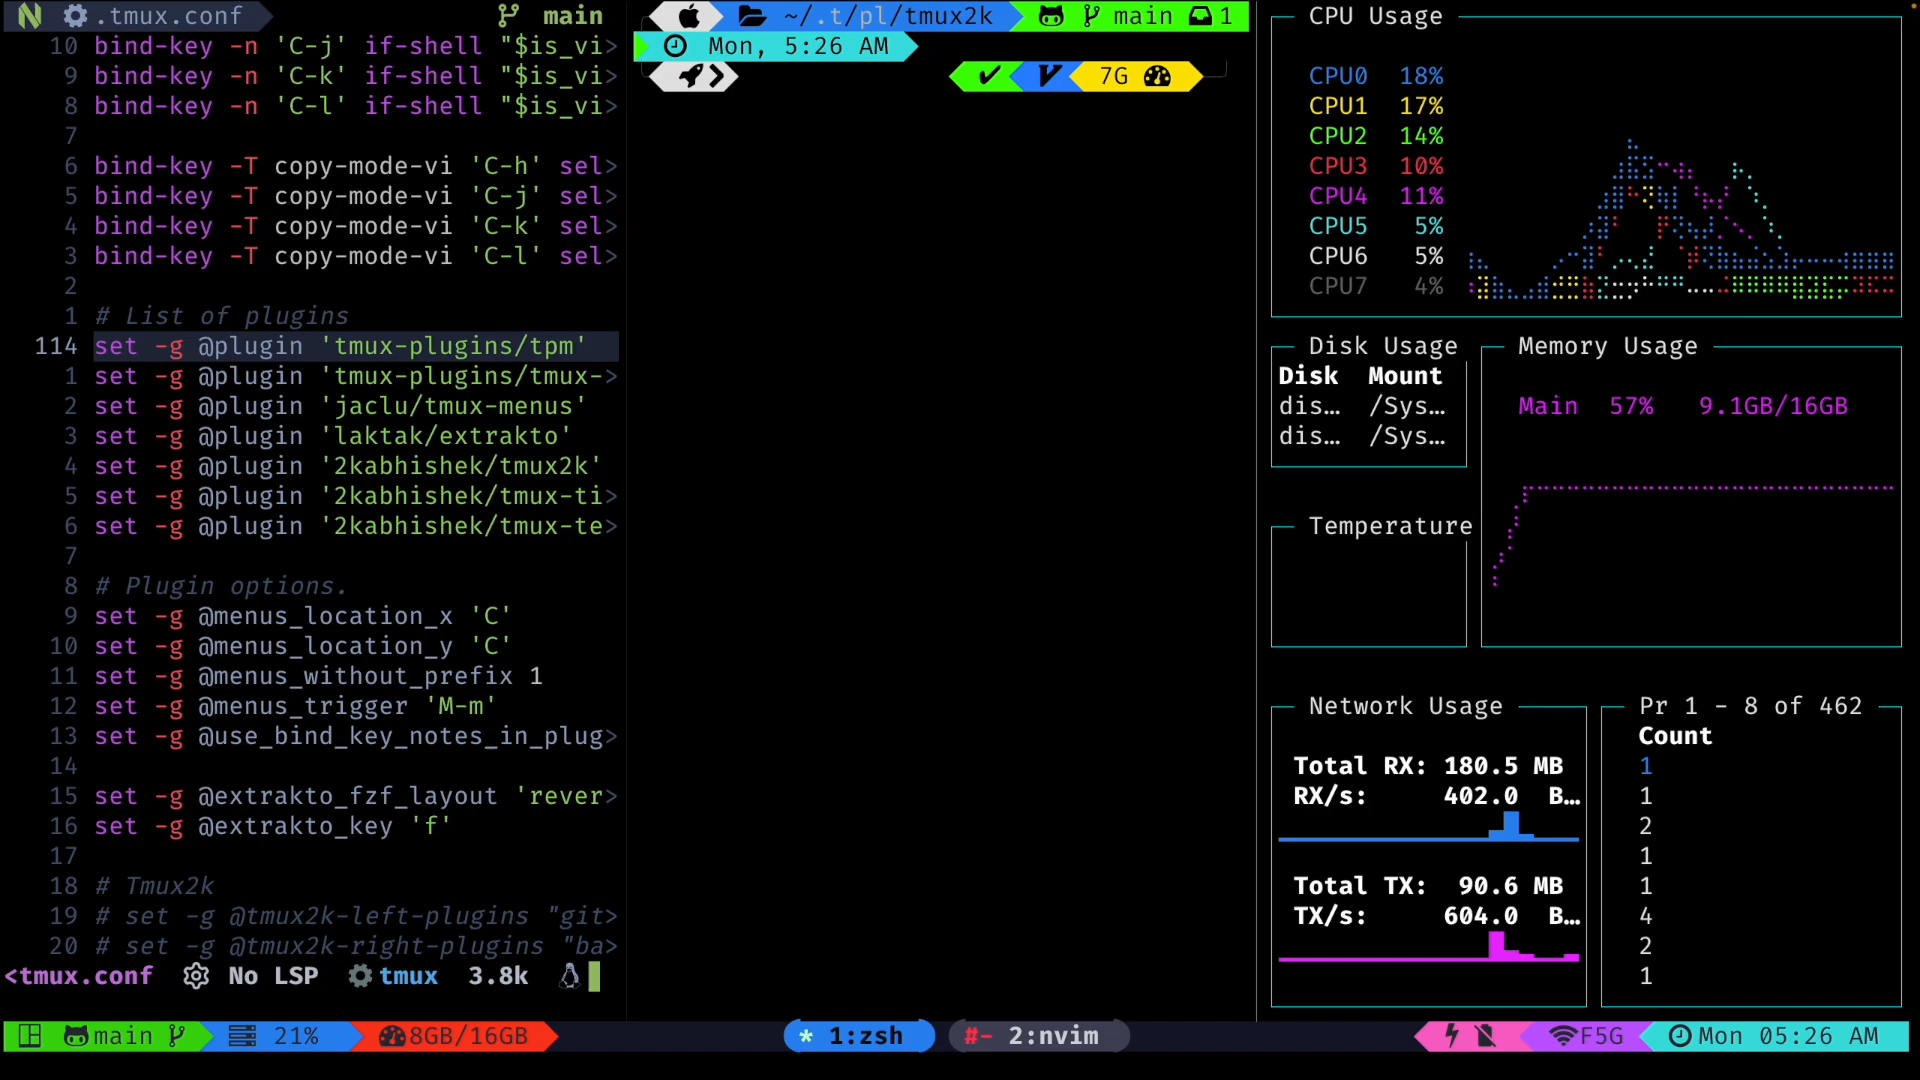 .tmux.conf main
10 bind-key -n 'C-j' if-shell "$is_vi>
9 bind-key -n 'C-k' if-shell "$is_vi>
8 bind-key -n 'C-l' if-shell "$is_vi>
7
6 bind-key -T copy-mode-vi 'C-h' sel>
5 bind-key -T copy-mode-vi 'C-j' sel>
4 bind-key -T copy-mode-vi 'C-k' sel>
3 bind-key -T copy-mode-vi 'C-l' sel>
2
1 # List of plugins
114 set -g @plugin 'tmux-plugins/tpm'
1 set -g @plugin 'tmux-plugins/tmux->
2 set -g @plugin 'jaclu/tmux-menus'
3 set -g @plugin 'laktak/extrakto'
4 set -g @plugin '2kabhishek/tmux2k'
5 set -g @plugin '2kabhishek/tmux-ti>
6 set -g @plugin '2kabhishek/tmux-te>
7
8 # Plugin options.
9 set -g @menus_location_x 'C'
10 set -g @menus_location_y 'C'
11 set -g @menus_without_prefix 1
12 set -g @menus_trigger 'M-m'
13 set -g @use_bind_key_notes_in_plug>
14
15 set -g @extrakto_fzf_layout 'rever>
16 set -g @extrakto_key 'f'
17
18 # Tmux2k
19 # set -g @tmux2k-left-plugins "git>
20 # set -g @tmux2k-right-plugins "ba>
<tmux.conf No LSP tmux 3.8k
~/.t/pl/tmux2k main 1
Mon, 5:26 AM
7G
CPU Usage
CPU0 18%
CPU1 17%
CPU2 14%
CPU3 10%
CPU4 11%
CPU5 5%
CPU6 5%
CPU7 4%
Disk Usage
Disk Mount
dis… /Sys…
dis… /Sys…
Memory Usage
Main 57% 9.1GB/16GB
Temperature
Network Usage
Total RX: 180.5 MB
RX/s: 402.0 B…
Total TX: 90.6 MB
TX/s: 604.0 B…
Pr 1 - 8 of 462
Count
1
1
2
1
1
4
2
1
main 21% 8GB/16GB * 1:zsh #- 2:nvim F5G Mon 05:26 AM